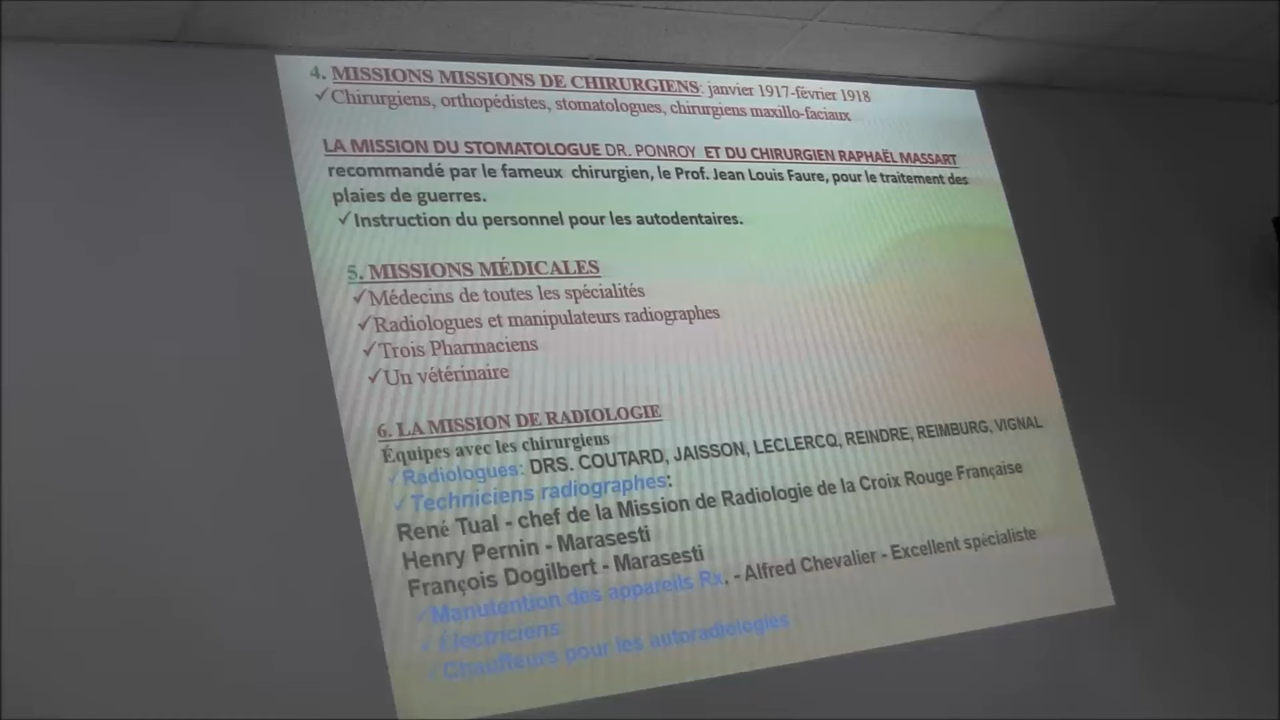 4. MISSIONS MISSIONS DE CHIRURGIENS: janvier 1917-février 1918
✓Chirurgiens, orthopédistes, stomatologues, chirurgiens maxillo-faciaux
LA MISSION DU STOMATOLOGUE DR. PONROY ET DU CHIRURGIEN RAPHAËL MASSART
recommandé par le fameux chirurgien, le Prof. Jean Louis Faure, pour le traitement des
plaies de guerres.
✓Instruction du personnel pour les autodentaires.
5. MISSIONS MÉDICALES
✓Médecins de toutes les spécialités
✓Radiologues et manipulateurs radiographes
✓Trois Pharmaciens
✓Un vétérinaire
6. LA MISSION DE RADIOLOGIE
Équipes avec les chirurgiens
✓Radiologues: DRS. COUTARD, JAISSON, LECLERCQ, REINDRE, REIMBURG, VIGNAL
✓Techniciens radiographes:
René Tual - chef de la Mission de Radiologie de la Croix Rouge Française
Henry Pernin - Marasesti
François Dogilbert - Marasesti
✓Manutention des appareils Rx. - Alfred Chevalier - Excellent spécialiste
✓Électriciens
✓Chauffeurs pour les autoradiologies